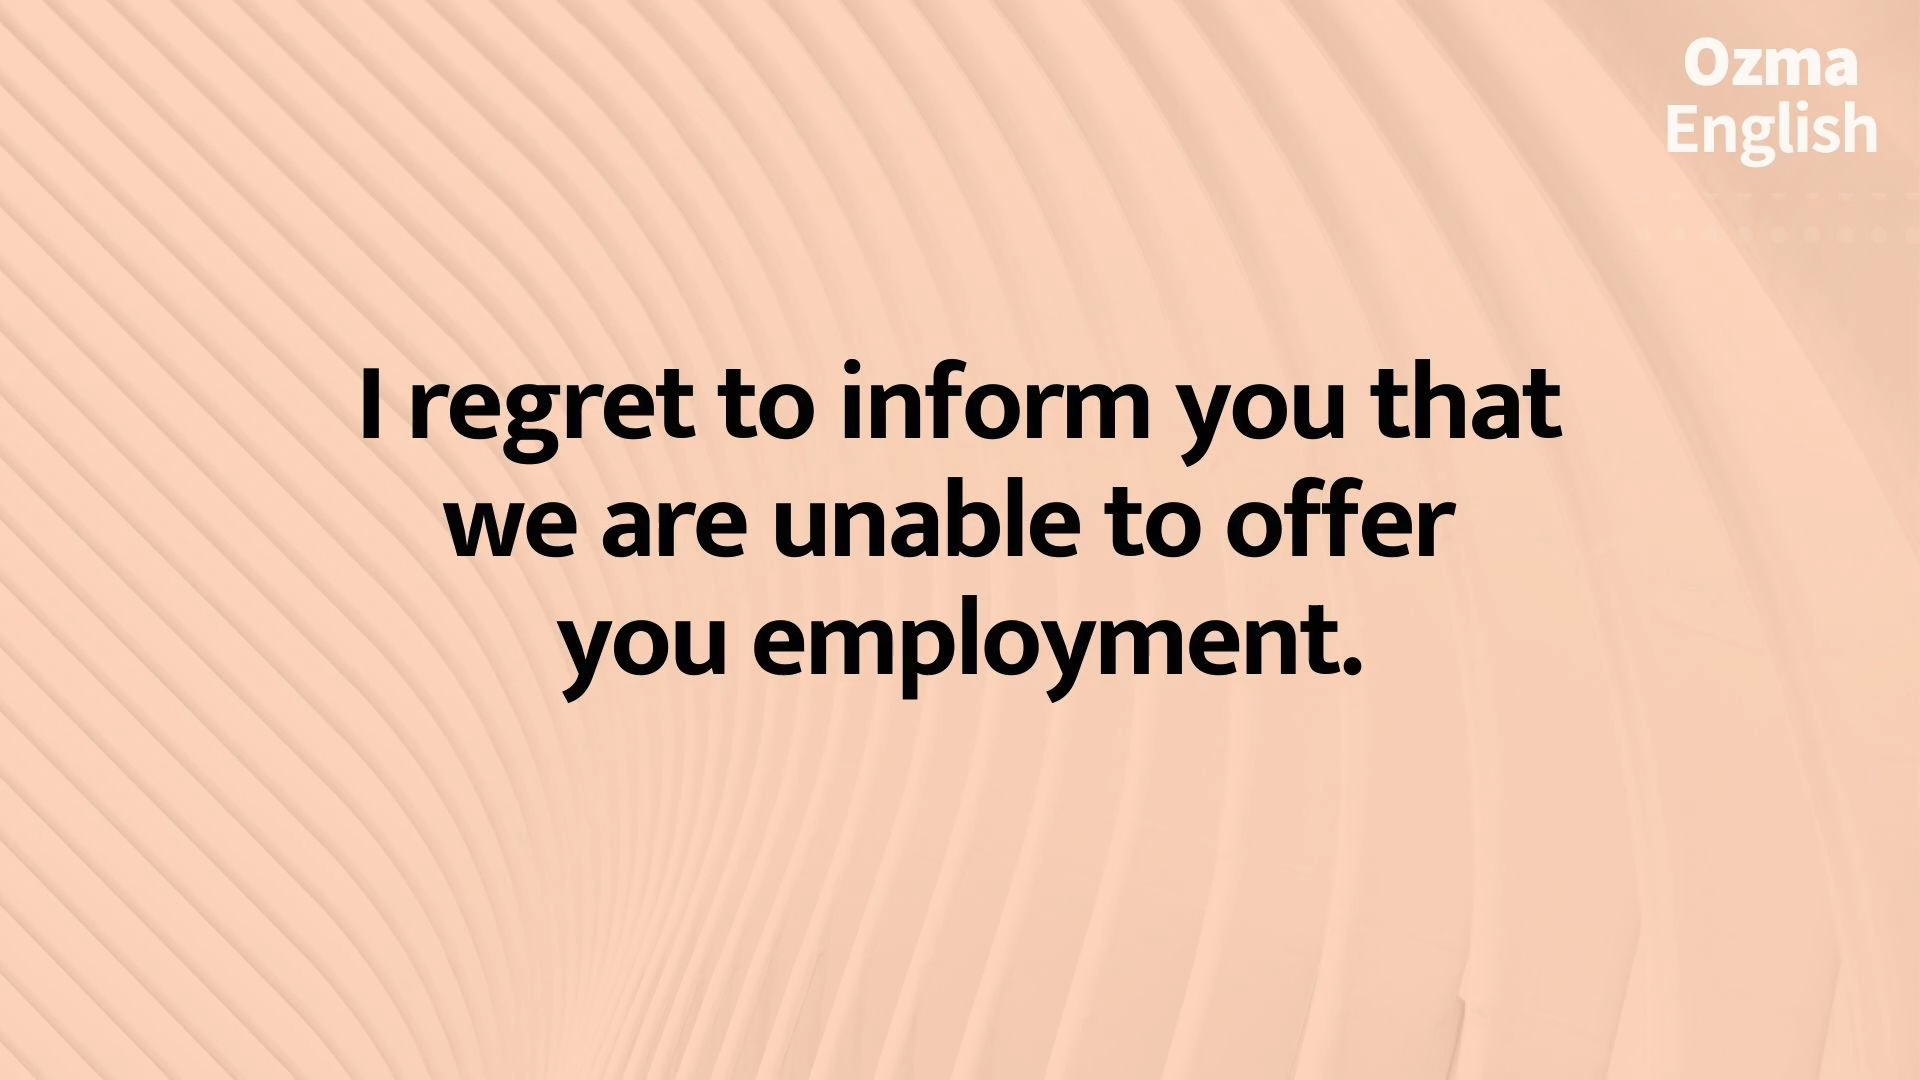 Ozma
English
I regret to inform you that
we are unable to offer
you employment.